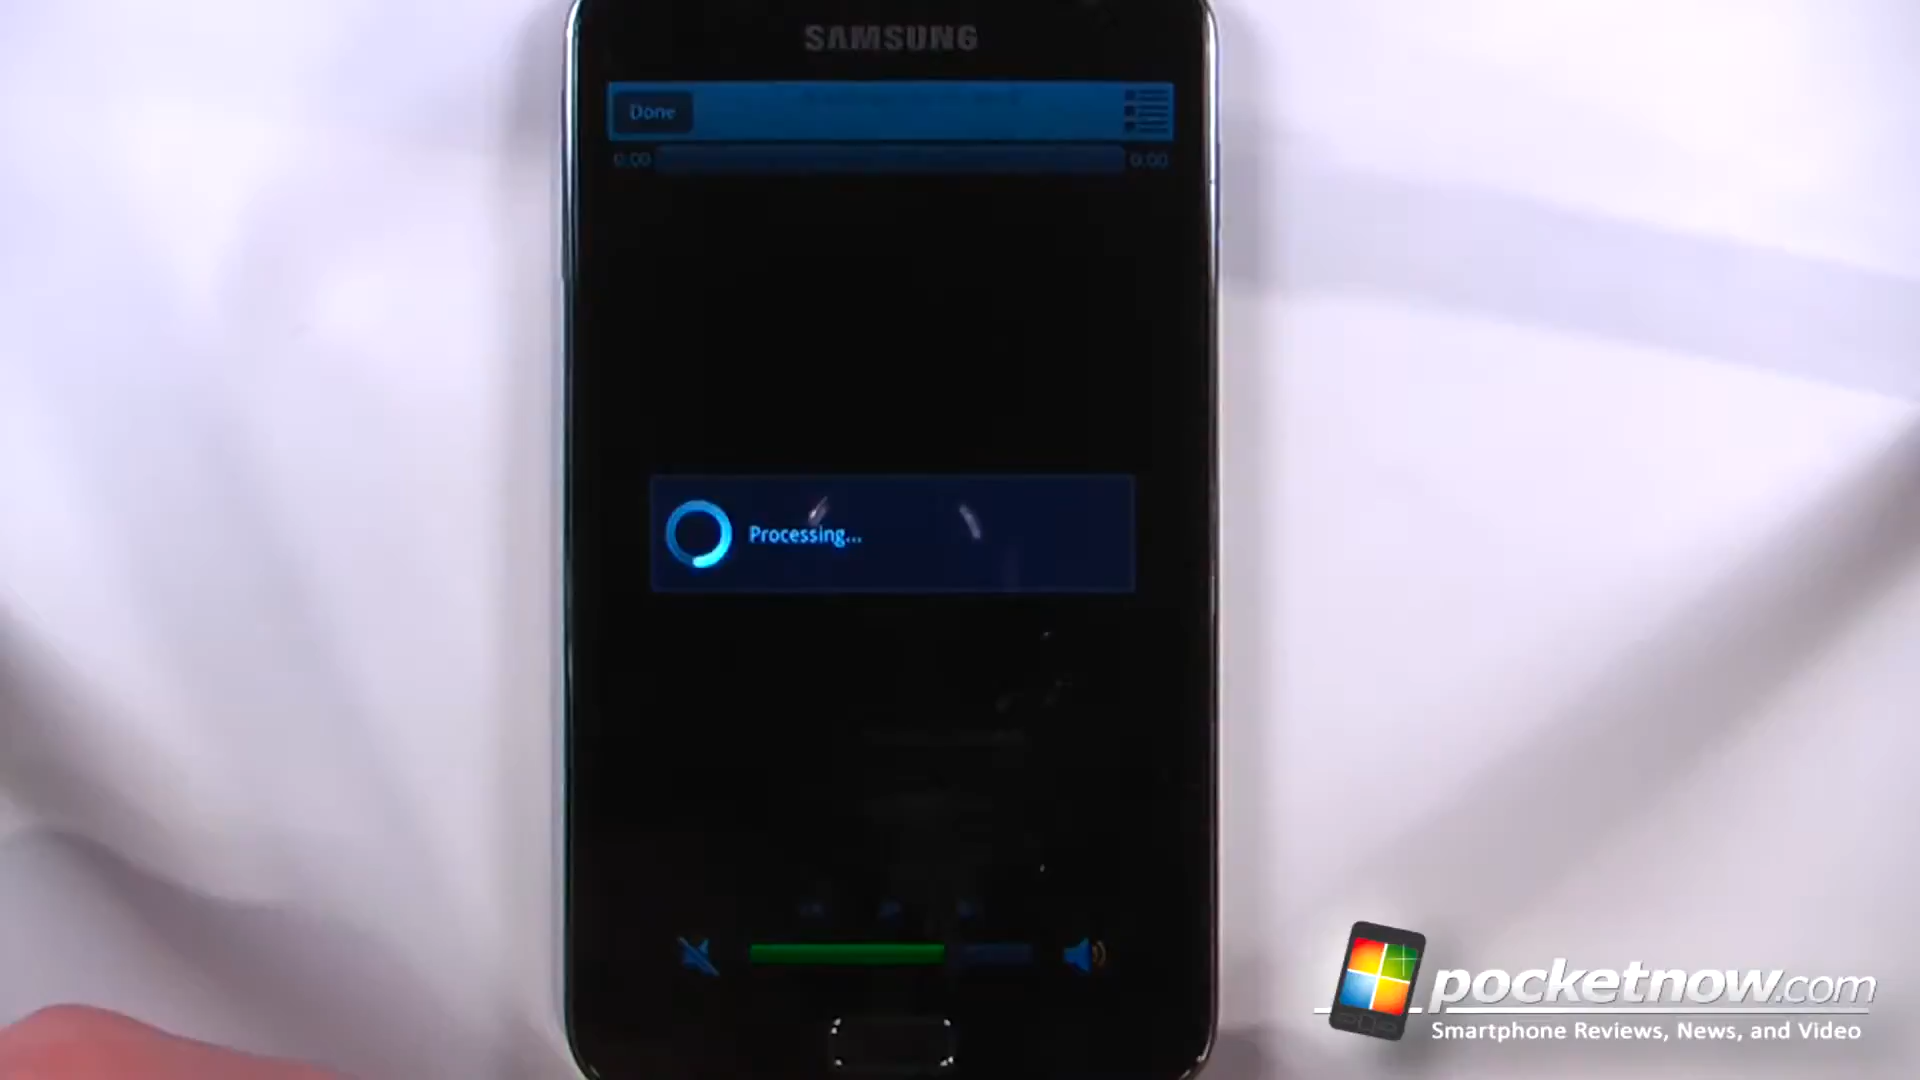 SAMSUNG
Done
0:00
0:00
Processing...
pocketnow.com
Smartphone Reviews, News, and Video